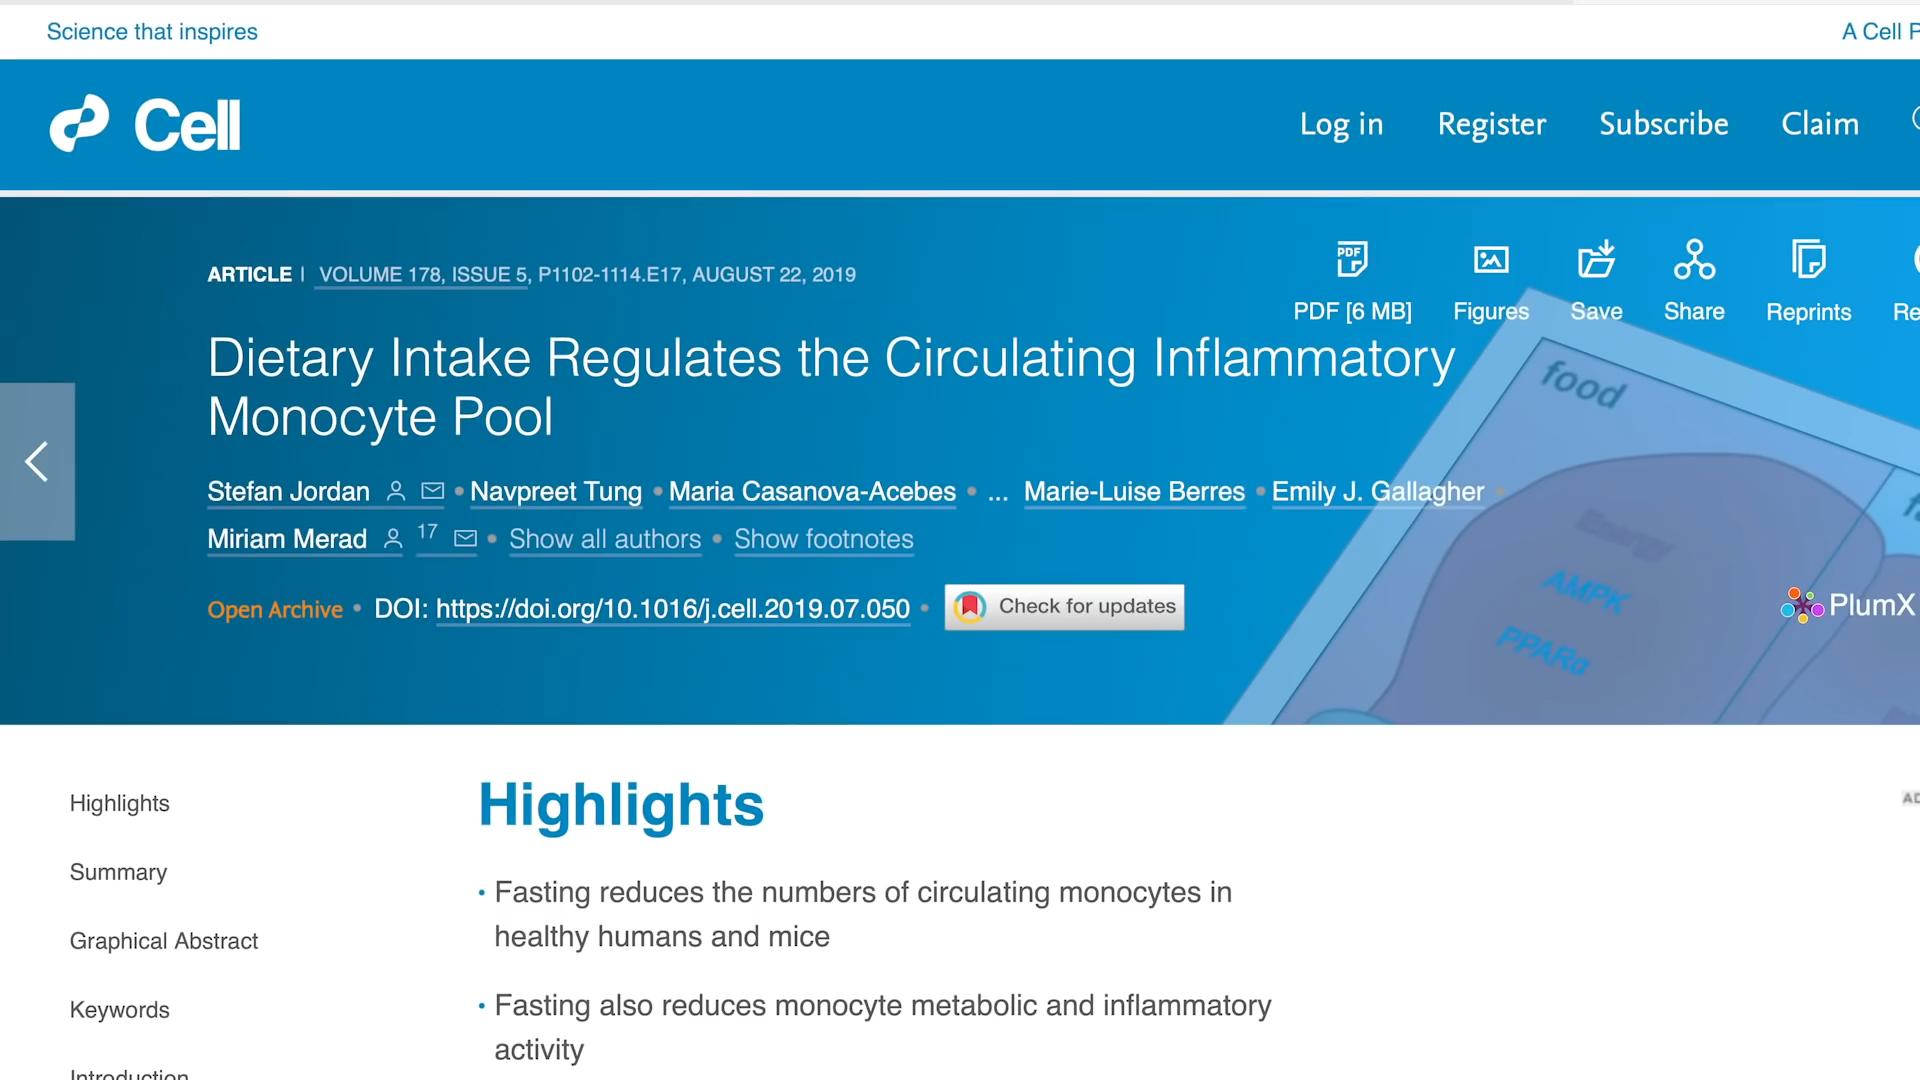 Science that inspires
A Cell
Cell
Log in Register Subscribe Claim
ARTICLE | VOLUME 178, ISSUE 5, P1102-1114.E17, AUGUST 22, 2019
PDF [6 MB] Figures Save Share Reprints
Dietary Intake Regulates the Circulating Inflammatory
Monocyte Pool
Stefan Jordan • Navpreet Tung • Maria Casanova-Acebes • ... Marie-Luise Berres • Emily J. Gallagher •
Miriam Merad 17 • Show all authors • Show footnotes
Open Archive • DOI: https://doi.org/10.1016/j.cell.2019.07.050 • Check for updates
food
Energy
AMPK
PPARα
PlumX
Highlights
Summary
Graphical Abstract
Keywords
Introduction
Highlights
• Fasting reduces the numbers of circulating monocytes in
healthy humans and mice
• Fasting also reduces monocyte metabolic and inflammatory
activity